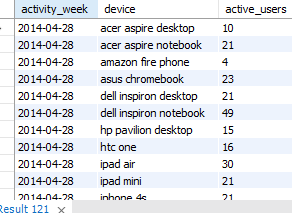 activity_week device active_users
2014-04-28 acer aspire desktop 10
2014-04-28 acer aspire notebook 21
2014-04-28 amazon fire phone 4
2014-04-28 asus chromebook 23
2014-04-28 dell inspiron desktop 21
2014-04-28 dell inspiron notebook 49
2014-04-28 hp pavilion desktop 15
2014-04-28 htc one 16
2014-04-28 ipad air 30
2014-04-28 ipad mini 21
2014-04-28 iphone 4s 21
Result 121 ×